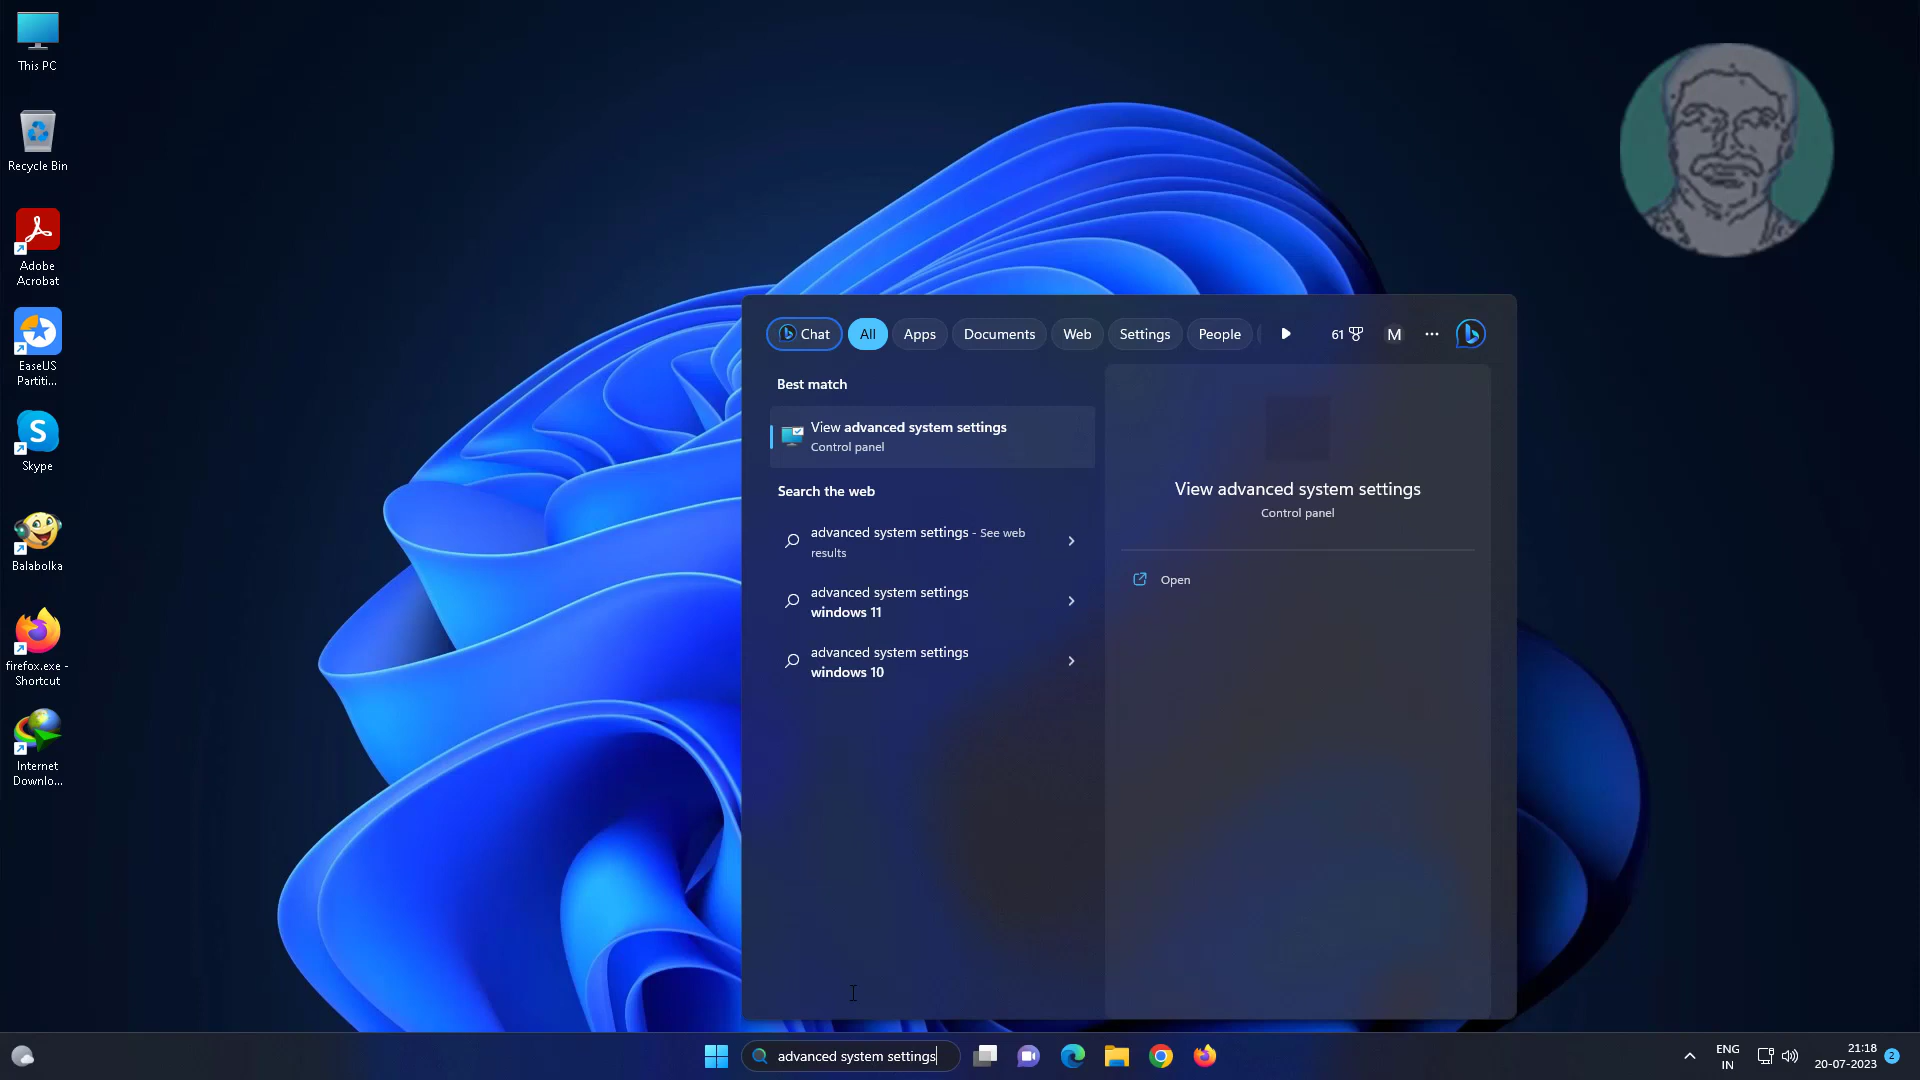 This PC
Recycle Bin
Adobe
Acrobat
EaseUS
Partiti...
Skype
Balabolka
firefox.exe -
Shortcut
Internet
Downlo...
Chat
All
Apps
Documents
Web
Settings
People
61
M
Best match
View advanced system settings
Control panel
Search the web
advanced system settings - See web
results
advanced system settings
windows 11
advanced system settings
windows 10
View advanced system settings
Control panel
Open
advanced system settings
ENG
IN
21:18
20-07-2023
2